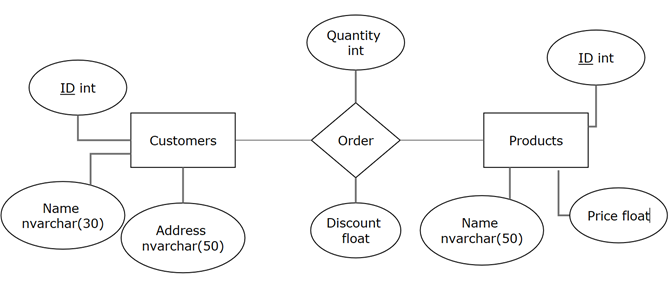 Quantity
int
ID int
ID int
Customers
Order
Products
Name
nvarchar(30)
Address
nvarchar(50)
Discount
float
Name
nvarchar(50)
Price float